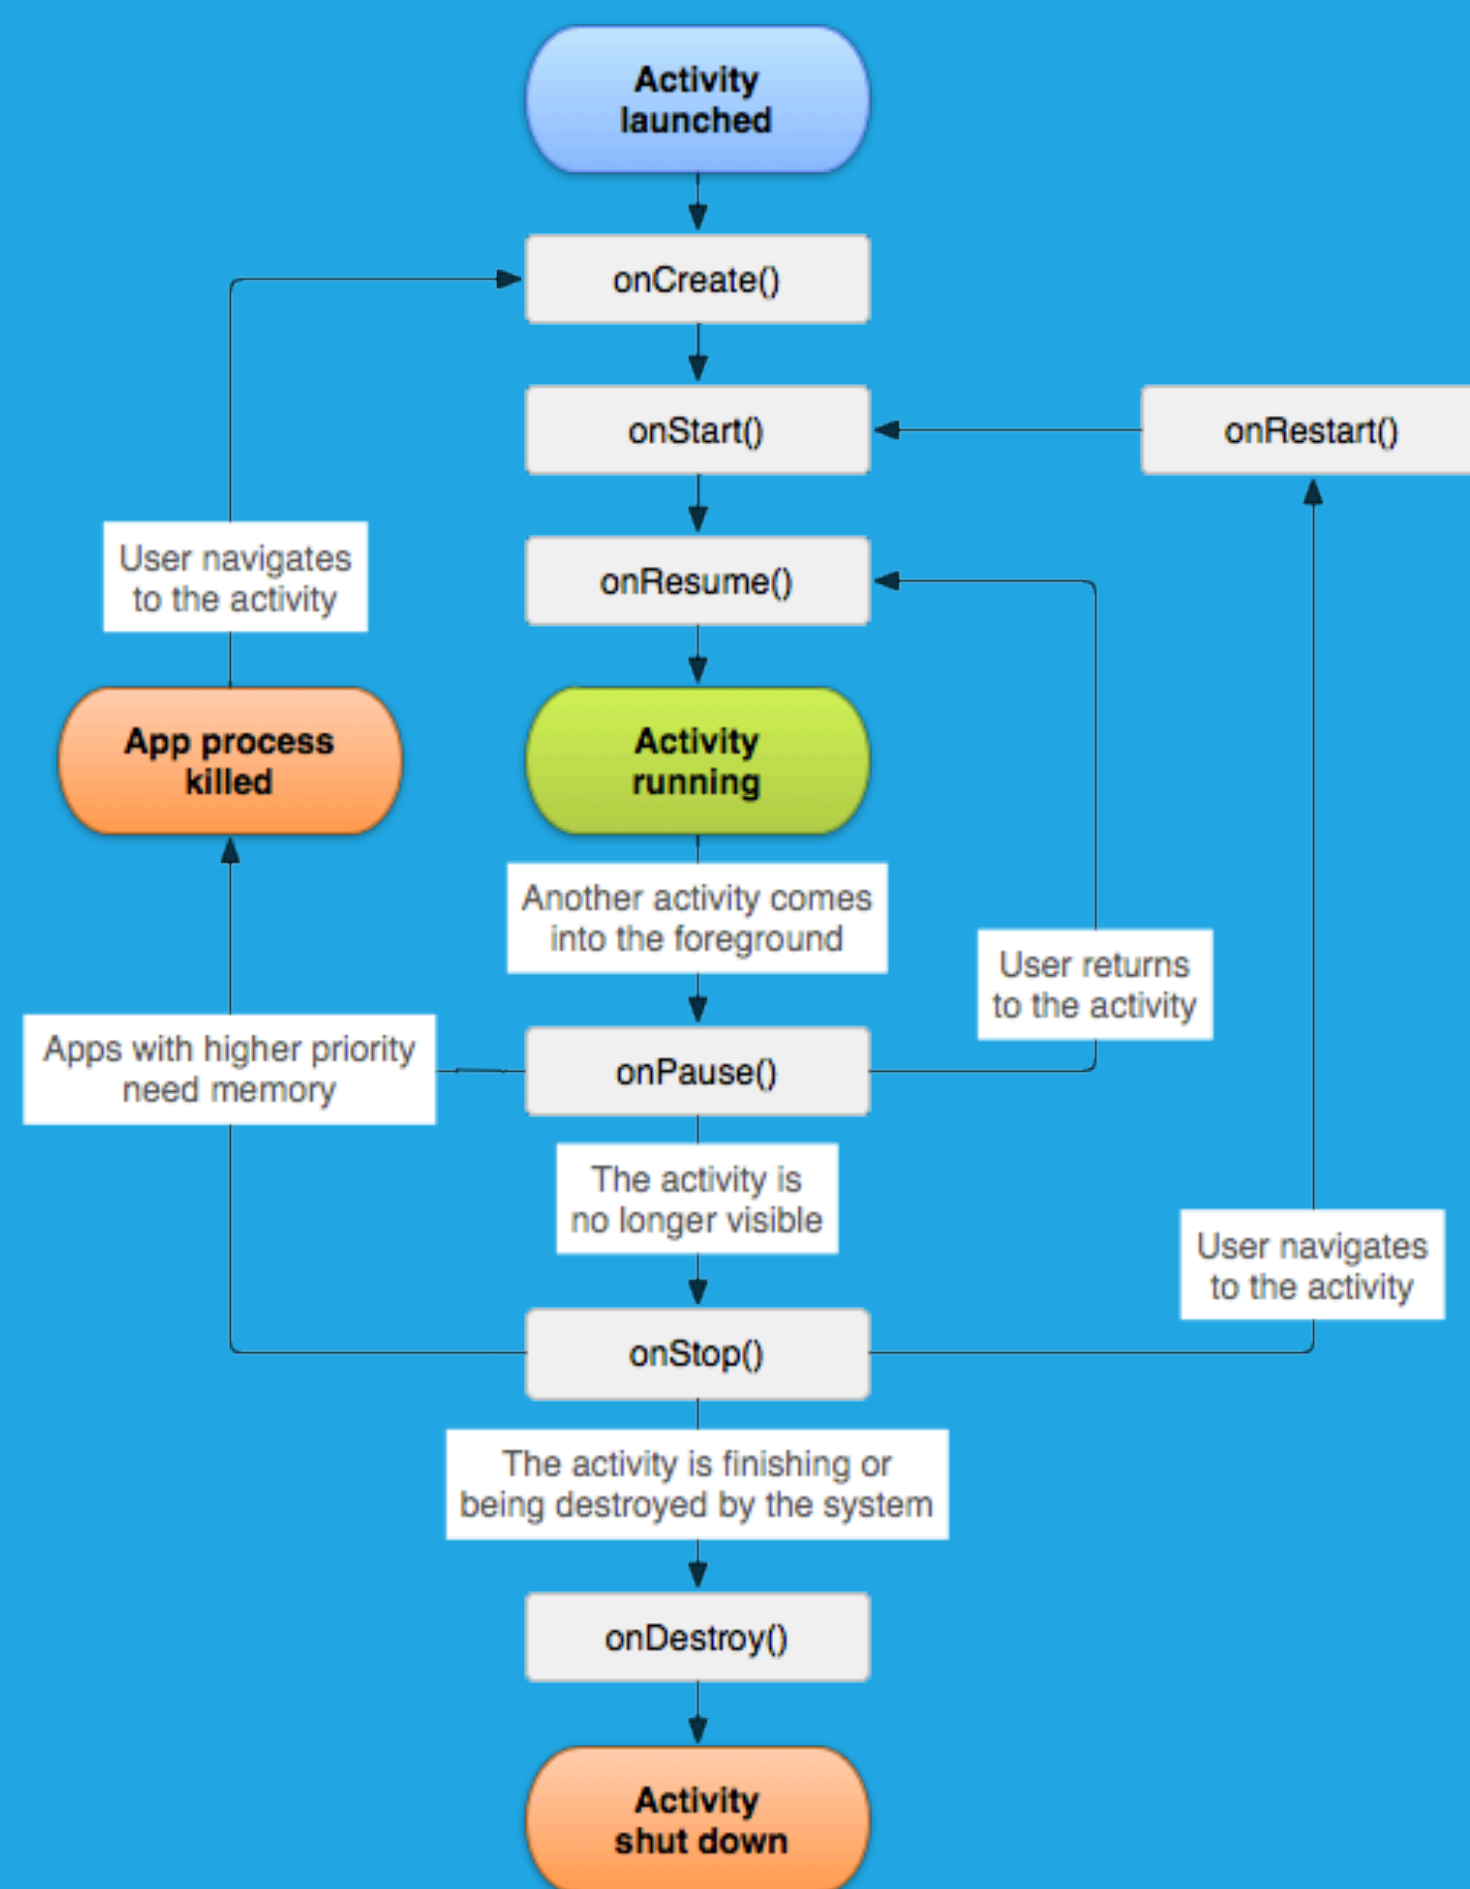 Activity
launched
onCreate()
onStart()
onRestart()
User navigates
to the activity
onResume()
App process
killed
Activity
running
Another activity comes
into the foreground
User returns
to the activity
Apps with higher priority
need memory
onPause()
The activity is
no longer visible
User navigates
to the activity
onStop()
The activity is finishing or
being destroyed by the system
onDestroy()
Activity
shut down